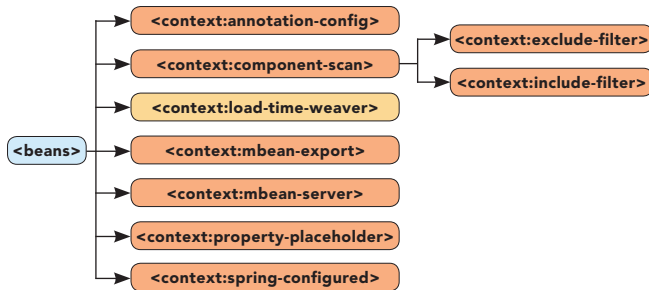 <context:annotation-config>
<context:exclude-filter>
<context:component-scan>
<context:include-filter>
<context:load-time-weaver>
<beans>
<context:mbean-export>
<context:mbean-server>
<context:property-placeholder>
<context:spring-configured>